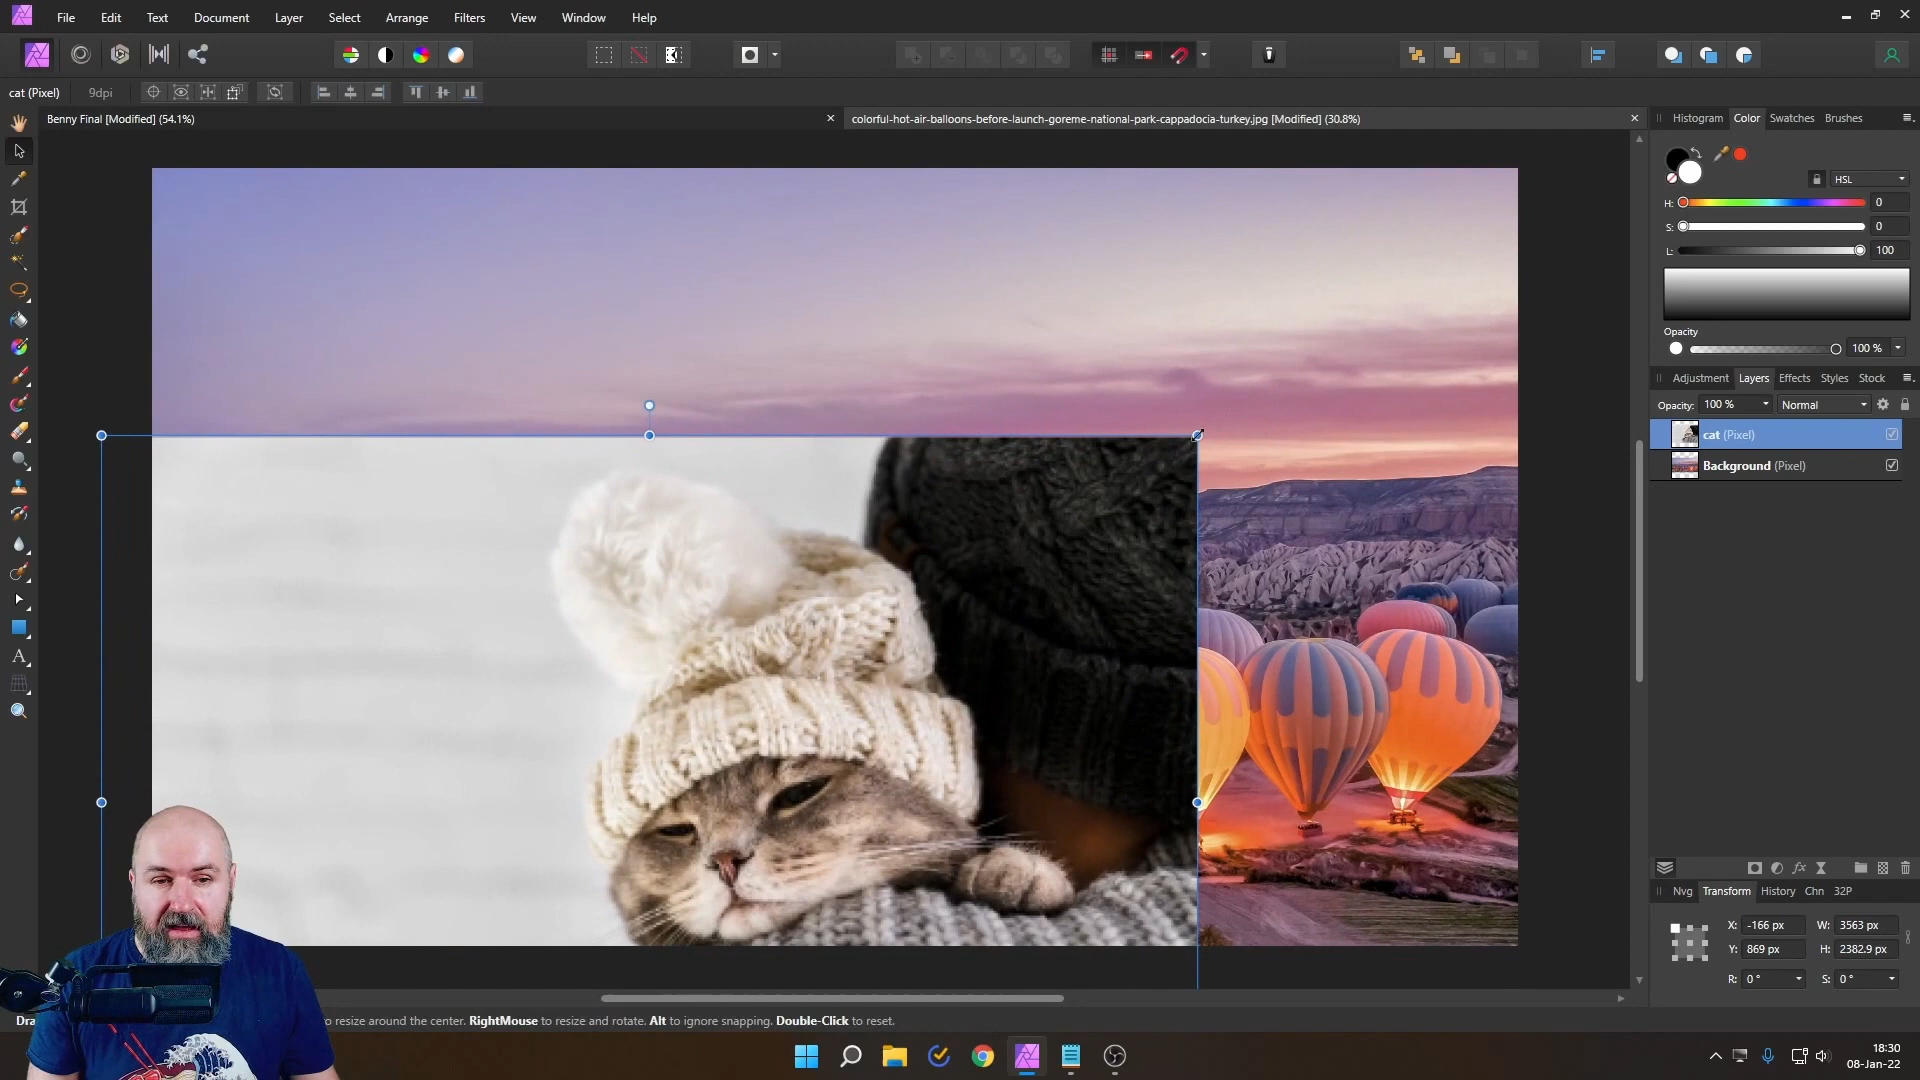 File Edit Text Document Layer Select Arrange Filters View Window Help
cat (Pixel) 9dpi
Benny Final [Modified] (54.1%)
colorful-hot-air-balloons-before-launch-goreme-national-park-cappadocia-turkey.jpg [Modified] (30.8%)
Histogram Color Swatches Brushes
HSL
H: 0
S: 0
L: 100
Opacity
100 %
Adjustment Layers Effects Styles Stock
Opacity: 100 % Normal
cat (Pixel)
Background (Pixel)
fx
Nvg Transform History Chn 32P
X: -166 px W: 3563 px
Y: 869 px H: 2382.9 px
R: 0 ° S: 0 °
Dra to resize around the center. RightMouse to resize and rotate. Alt to ignore snapping. Double-Click to reset.
18:30
08-Jan-22